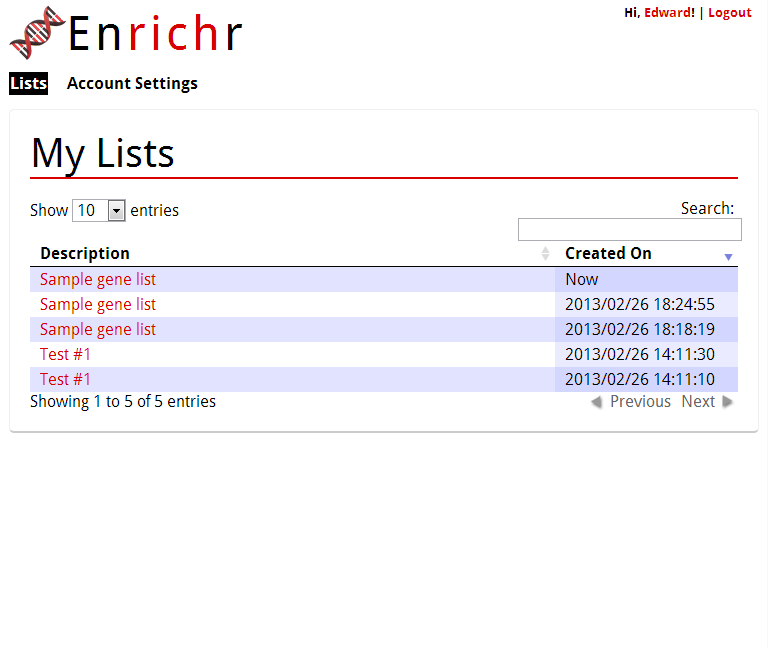 Enrichr
Hi, Edward! | Logout
Lists Account Settings
My Lists
Show 10 entries
Search:
Description Created On
Sample gene list Now
Sample gene list 2013/02/26 18:24:55
Sample gene list 2013/02/26 18:18:19
Test #1 2013/02/26 14:11:30
Test #1 2013/02/26 14:11:10
Showing 1 to 5 of 5 entries Previous Next